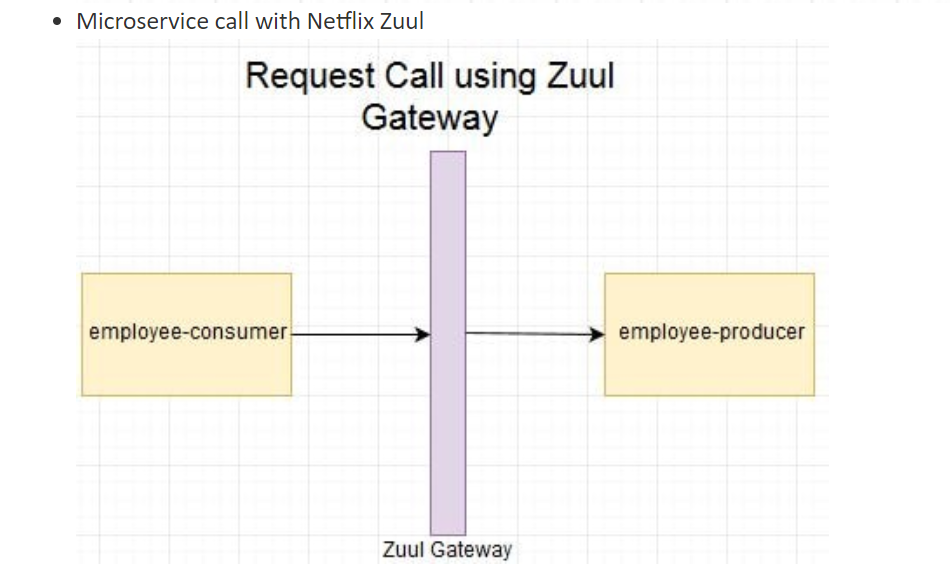 Microservice call with Netflix Zuul
Request Call using Zuul
Gateway
employee-consumer
employee-producer
Zuul Gateway